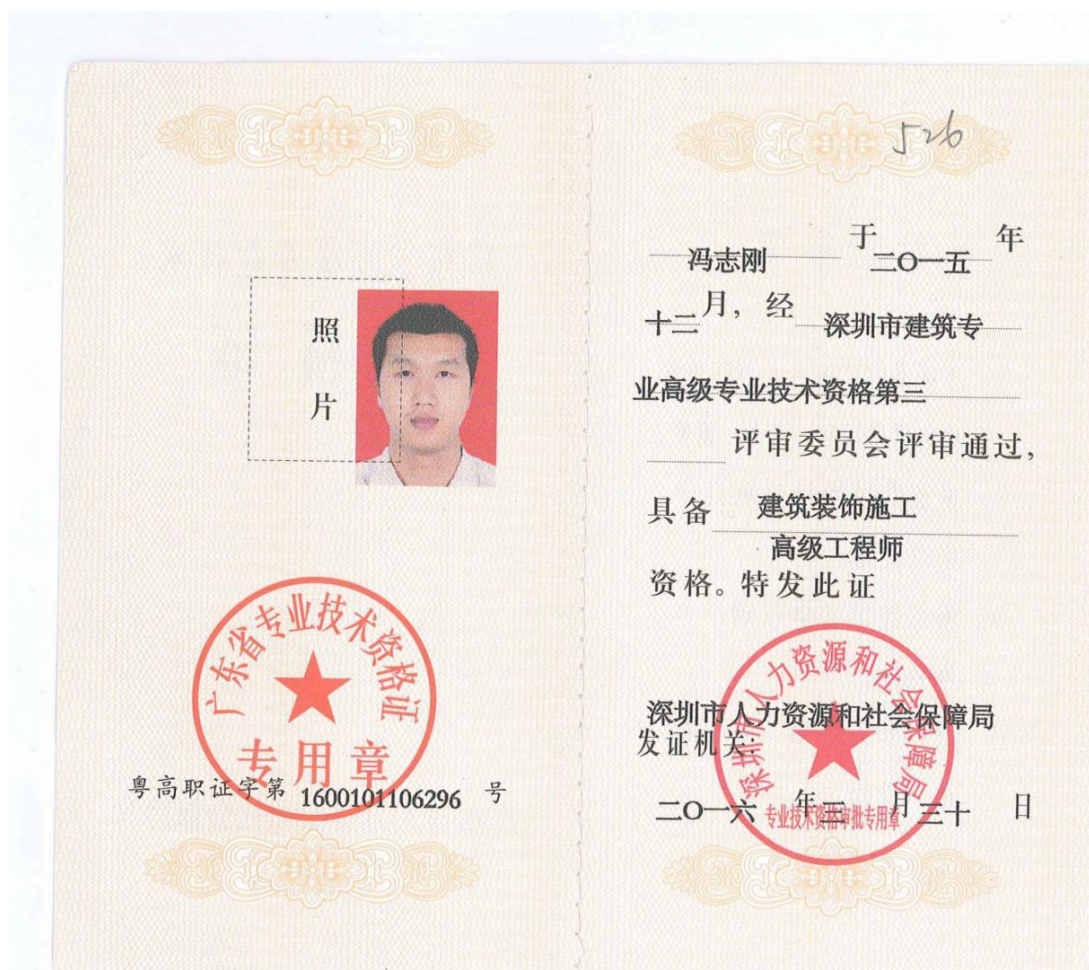 照
片
广东省专业技术资格证
专用章
粤高职证字第 1600101106296 号
526
冯志刚 于二〇一五年
十二月，经 深圳市建筑专
业高级专业技术资格第三
评审委员会评审通过，
具备 建筑装饰施工
高级工程师
资格。特发此证
深圳市人力资源和社会保障局
深圳市人力资源和社会保障局
发证机关：
二〇一六 年 三 月 三十 日
专业技术资格审批专用章